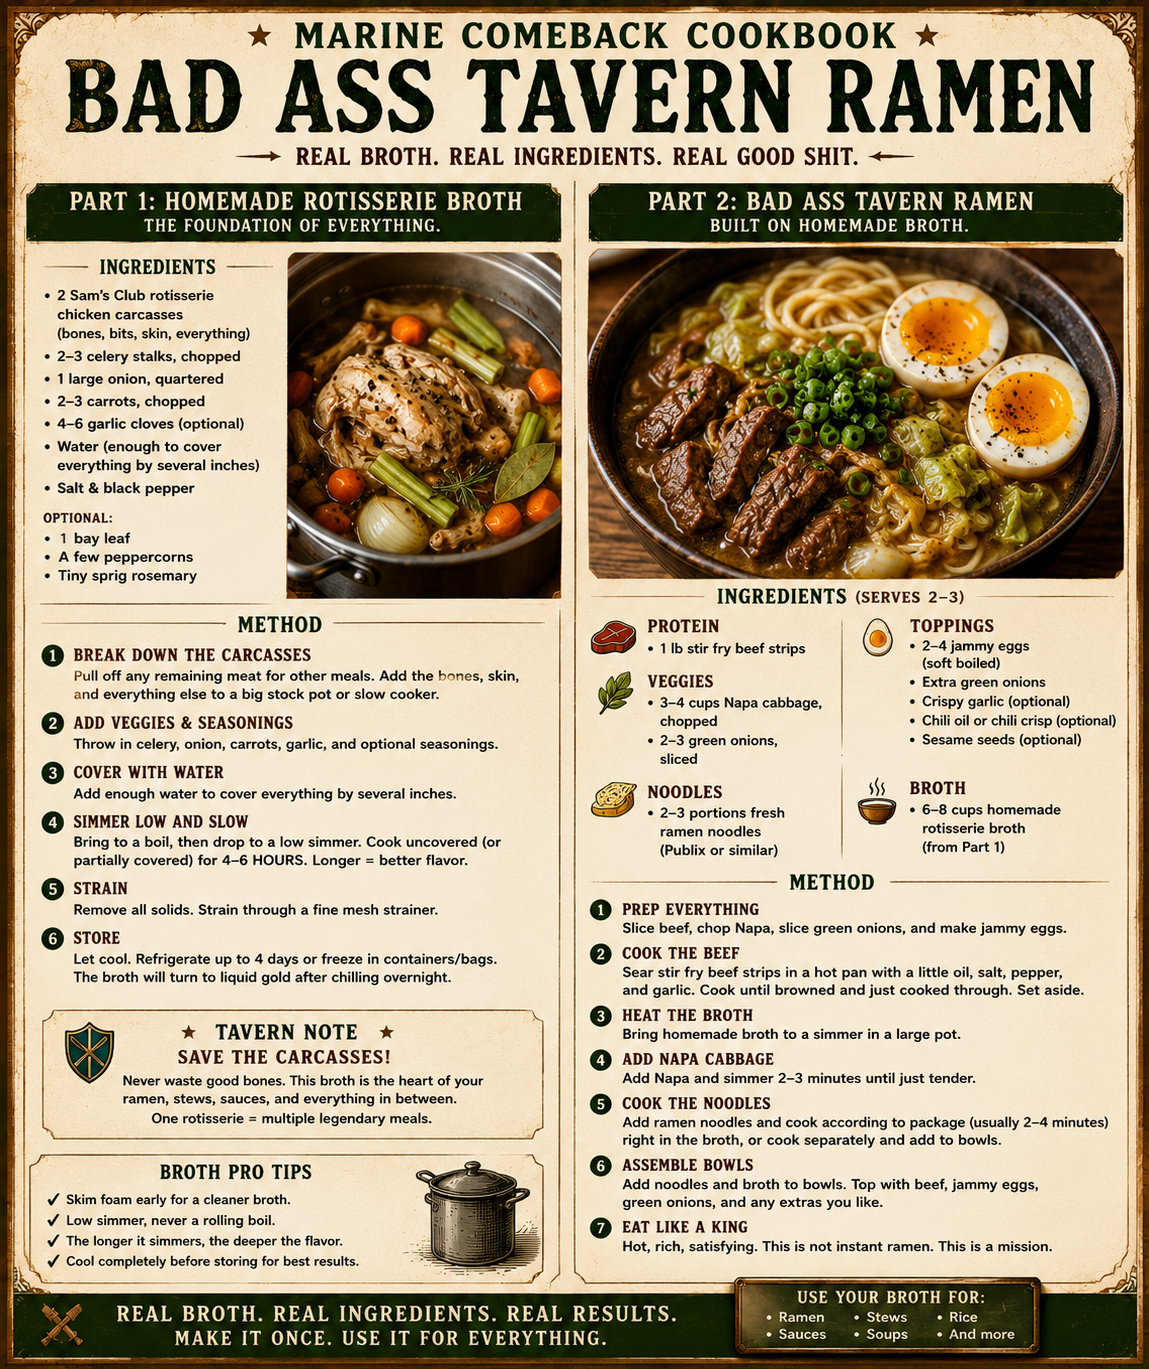 MARINE COMEBACK COOKBOOK
BAD ASS TAVERN RAMEN
REAL BROTH. REAL INGREDIENTS. REAL GOOD SHIT.
PART 1: HOMEMADE ROTISSERIE BROTH
THE FOUNDATION OF EVERYTHING.
INGREDIENTS
• 2 Sam's Club rotisserie
chicken carcasses
(bones, bits, skin, everything)
• 2–3 celery stalks, chopped
• 1 large onion, quartered
• 2–3 carrots, chopped
• 4–6 garlic cloves (optional)
• Water (enough to cover
everything by several inches)
• Salt & black pepper
OPTIONAL:
• 1 bay leaf
• A few peppercorns
• Tiny sprig rosemary
METHOD
1 BREAK DOWN THE CARCASSES
Pull off any remaining meat for other meals. Add the bones, skin,
and everything else to a big stock pot or slow cooker.
2 ADD VEGGIES & SEASONINGS
Throw in celery, onion, carrots, garlic, and optional seasonings.
3 COVER WITH WATER
Add enough water to cover everything by several inches.
4 SIMMER LOW AND SLOW
Bring to a boil, then drop to a low simmer. Cook uncovered (or
partially covered) for 4–6 HOURS. Longer = better flavor.
5 STRAIN
Remove all solids. Strain through a fine mesh strainer.
6 STORE
Let cool. Refrigerate up to 4 days or freeze in containers/bags.
The broth will turn to liquid gold after chilling overnight.
TAVERN NOTE
SAVE THE CARCASSES!
Never waste good bones. This broth is the heart of your
ramen, stews, sauces, and everything in between.
One rotisserie = multiple legendary meals.
BROTH PRO TIPS
✓ Skim foam early for a cleaner broth.
✓ Low simmer, never a rolling boil.
✓ The longer it simmers, the deeper the flavor.
✓ Cool completely before storing for best results.
PART 2: BAD ASS TAVERN RAMEN
BUILT ON HOMEMADE BROTH.
INGREDIENTS (SERVES 2–3)
PROTEIN
• 1 lb stir fry beef strips
VEGGIES
• 3–4 cups Napa cabbage,
chopped
• 2–3 green onions,
sliced
NOODLES
• 2–3 portions fresh
ramen noodles
(Publix or similar)
TOPPINGS
• 2–4 jammy eggs
(soft boiled)
• Extra green onions
• Crispy garlic (optional)
• Chili oil or chili crisp (optional)
• Sesame seeds (optional)
BROTH
• 6–8 cups homemade
rotisserie broth
(from Part 1)
METHOD
1 PREP EVERYTHING
Slice beef, chop Napa, slice green onions, and make jammy eggs.
2 COOK THE BEEF
Sear stir fry beef strips in a hot pan with a little oil, salt, pepper,
and garlic. Cook until browned and just cooked through. Set aside.
3 HEAT THE BROTH
Bring homemade broth to a simmer in a large pot.
4 ADD NAPA CABBAGE
Add Napa and simmer 2–3 minutes until just tender.
5 COOK THE NOODLES
Add ramen noodles and cook according to package (usually 2–4 minutes)
right in the broth, or cook separately and add to bowls.
6 ASSEMBLE BOWLS
Add noodles and broth to bowls. Top with beef, jammy eggs,
green onions, and any extras you like.
7 EAT LIKE A KING
Hot, rich, satisfying. This is not instant ramen. This is a mission.
REAL BROTH. REAL INGREDIENTS. REAL RESULTS.
MAKE IT ONCE. USE IT FOR EVERYTHING.
USE YOUR BROTH FOR:
• Ramen • Stews • Rice
• Sauces • Soups • And more